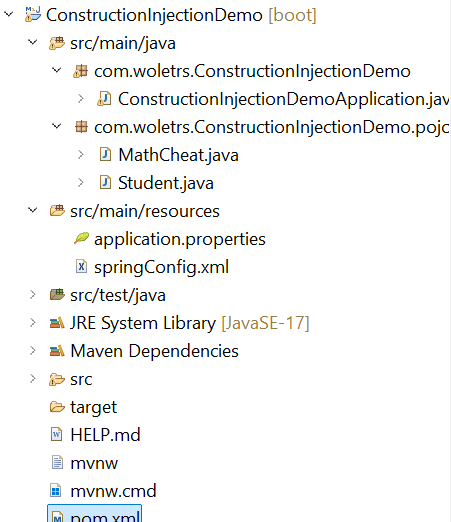 ConstructionInjectionDemo [boot]
src/main/java
com.woletrs.ConstructionInjectionDemo
ConstructionInjectionDemoApplication.jav
com.woletrs.ConstructionInjectionDemo.pojo
MathCheat.java
Student.java
src/main/resources
application.properties
springConfig.xml
src/test/java
JRE System Library [JavaSE-17]
Maven Dependencies
src
target
HELP.md
mvnw
mvnw.cmd
pom.xml